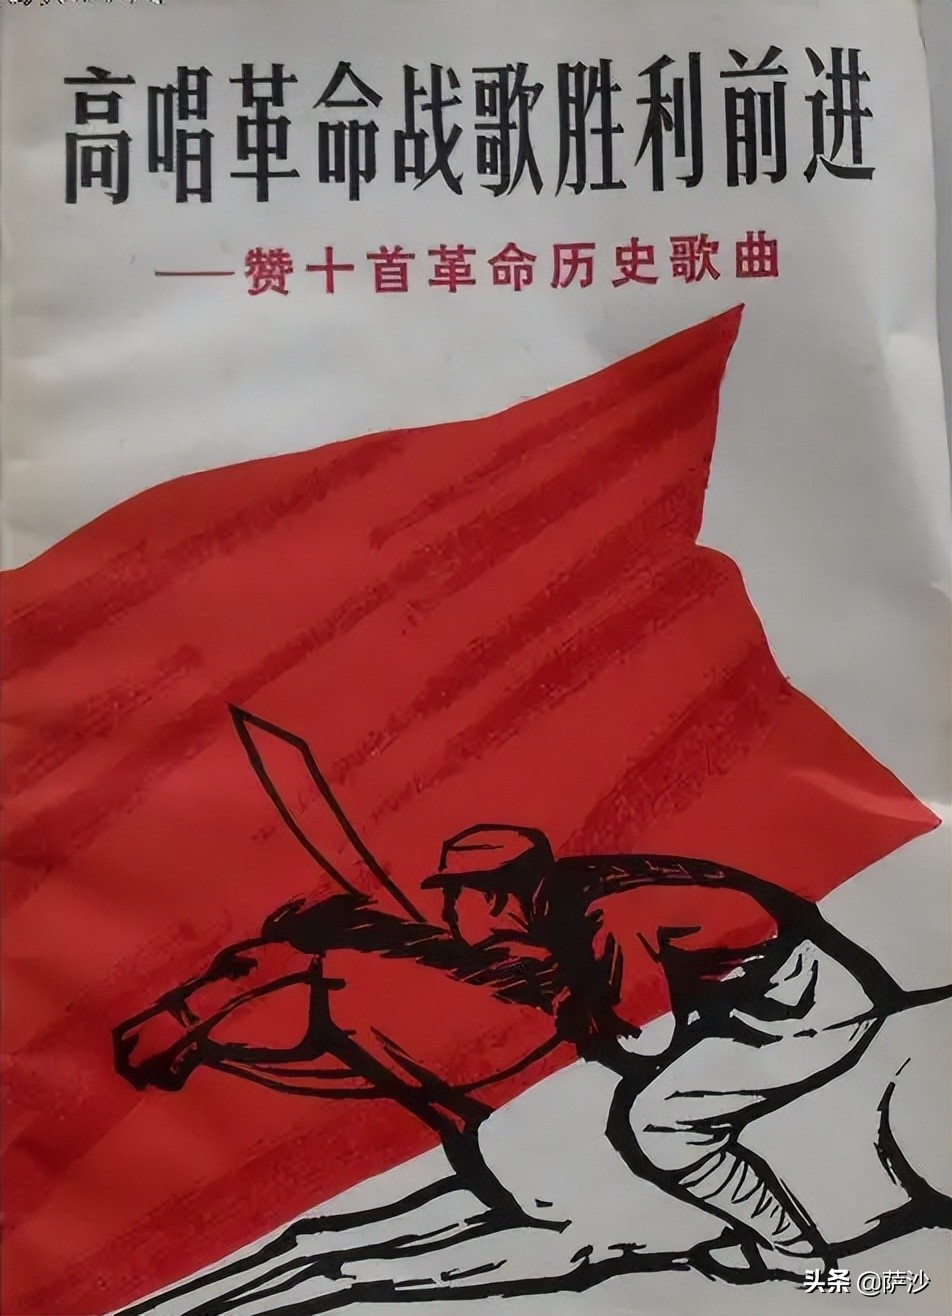 高唱革命战歌胜利前进
——赞十首革命历史歌曲
头条 @萨沙